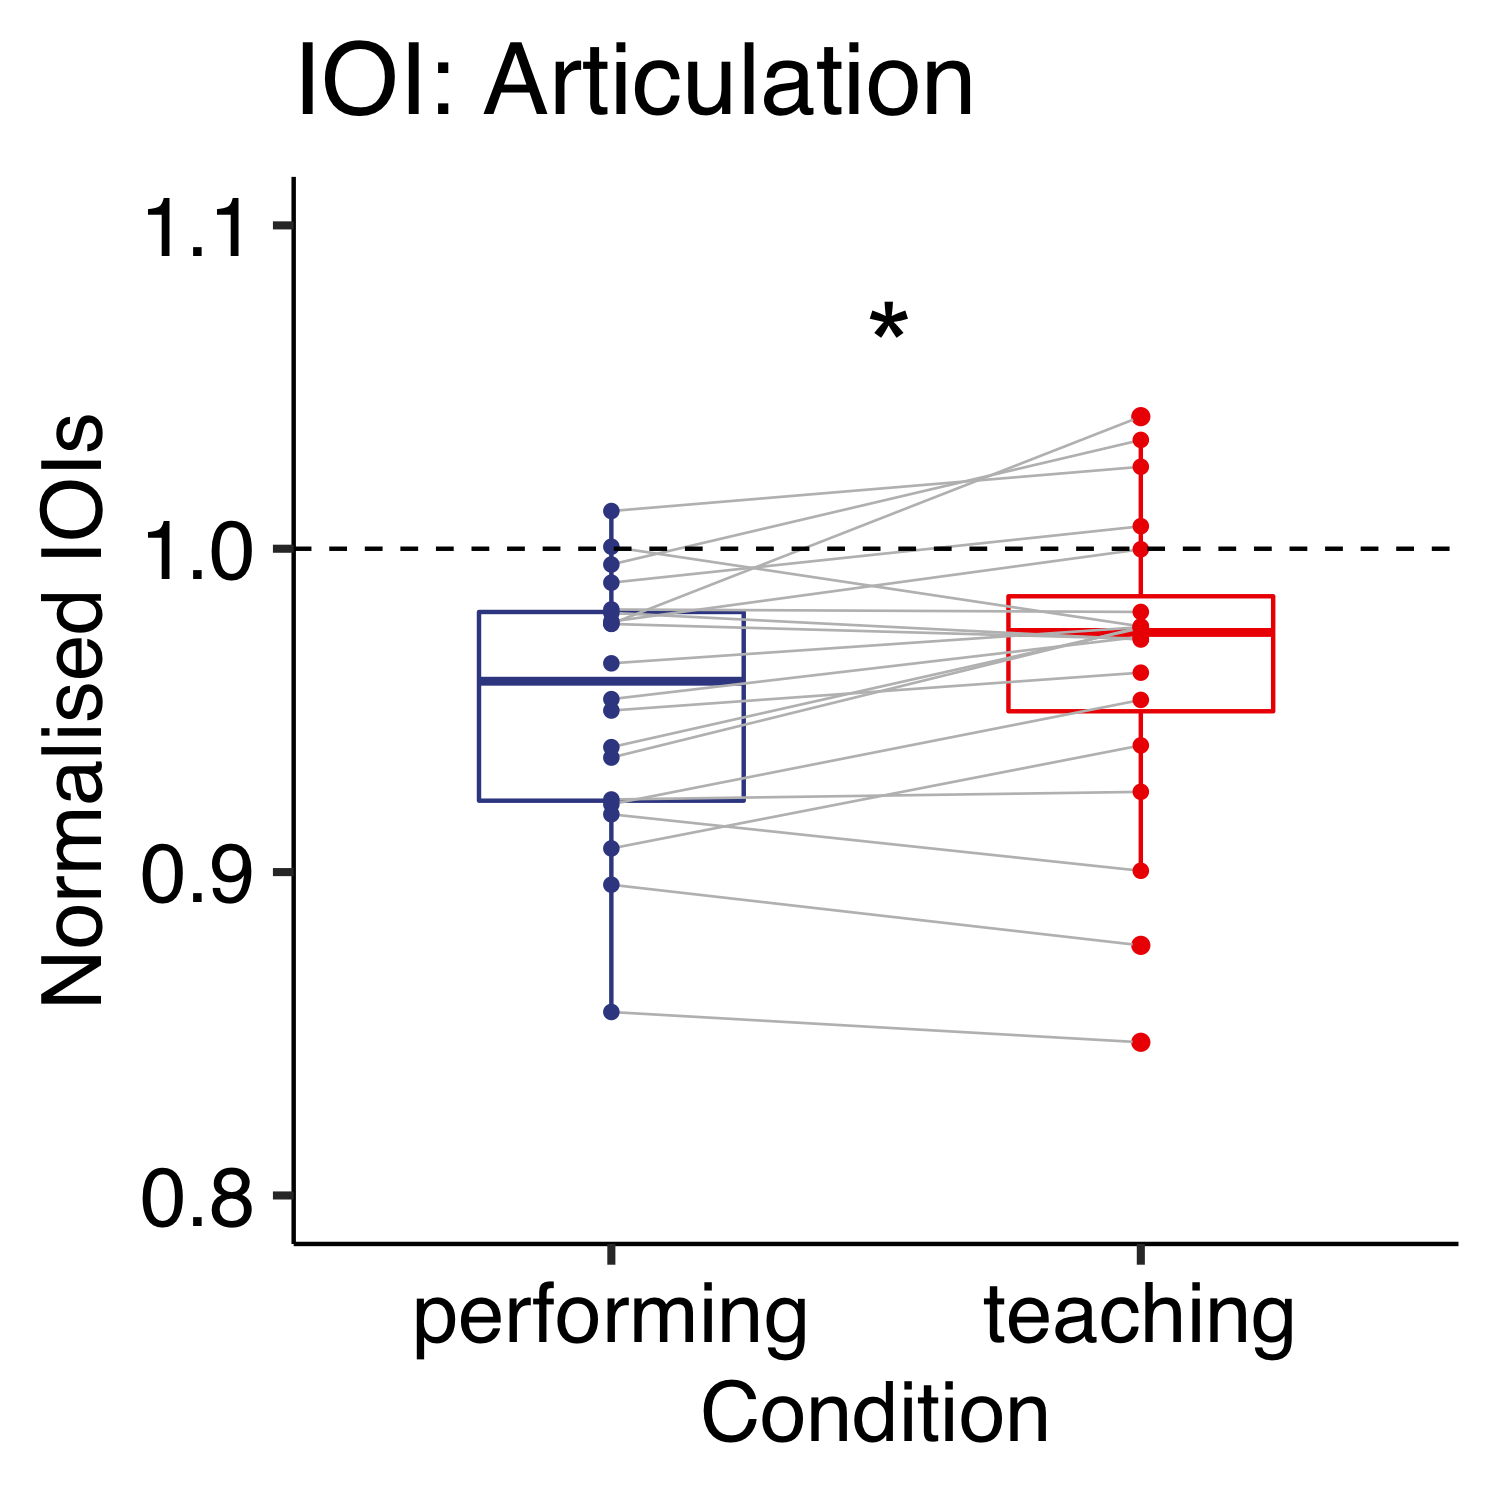 IOI: Articulation
1.1
*
1.0
0.9
0.8
Normalised IOIs
performing
teaching
Condition